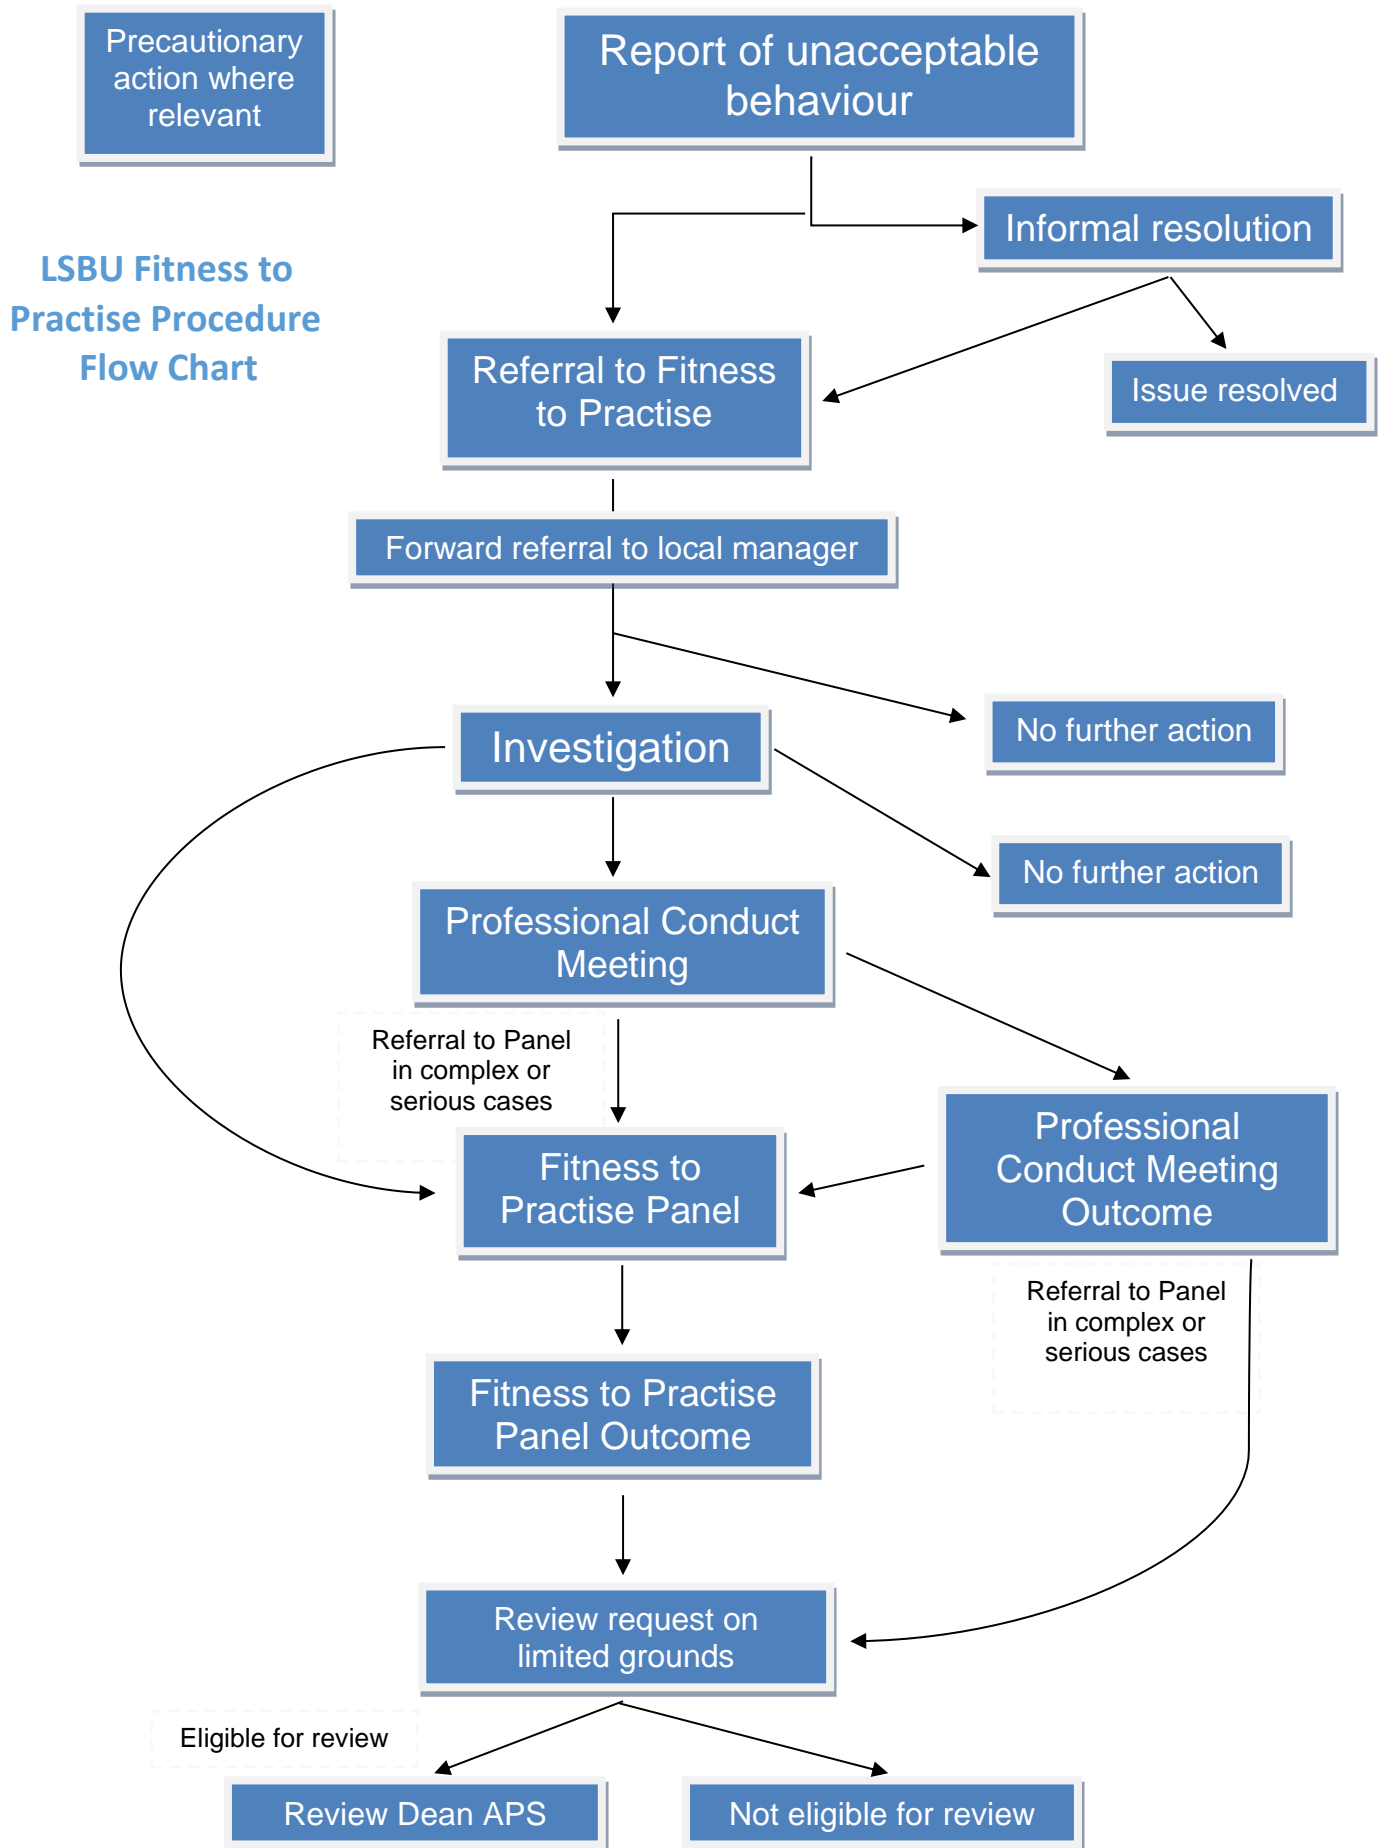 Precautionary
action where
relevant
Report of unacceptable
behaviour
Informal resolution
LSBU Fitness to
Practise Procedure
Flow Chart
Referral to Fitness
to Practise
Issue resolved
Forward referral to local manager
No further action
Investigation
No further action
Professional Conduct
Meeting
Referral to Panel
in complex or
serious cases
Professional
Conduct Meeting
Outcome
Fitness to
Practise Panel
Referral to Panel
in complex or
serious cases
Fitness to Practise
Panel Outcome
Review request on
limited grounds
Eligible for review
Review Dean APS
Not eligible for review